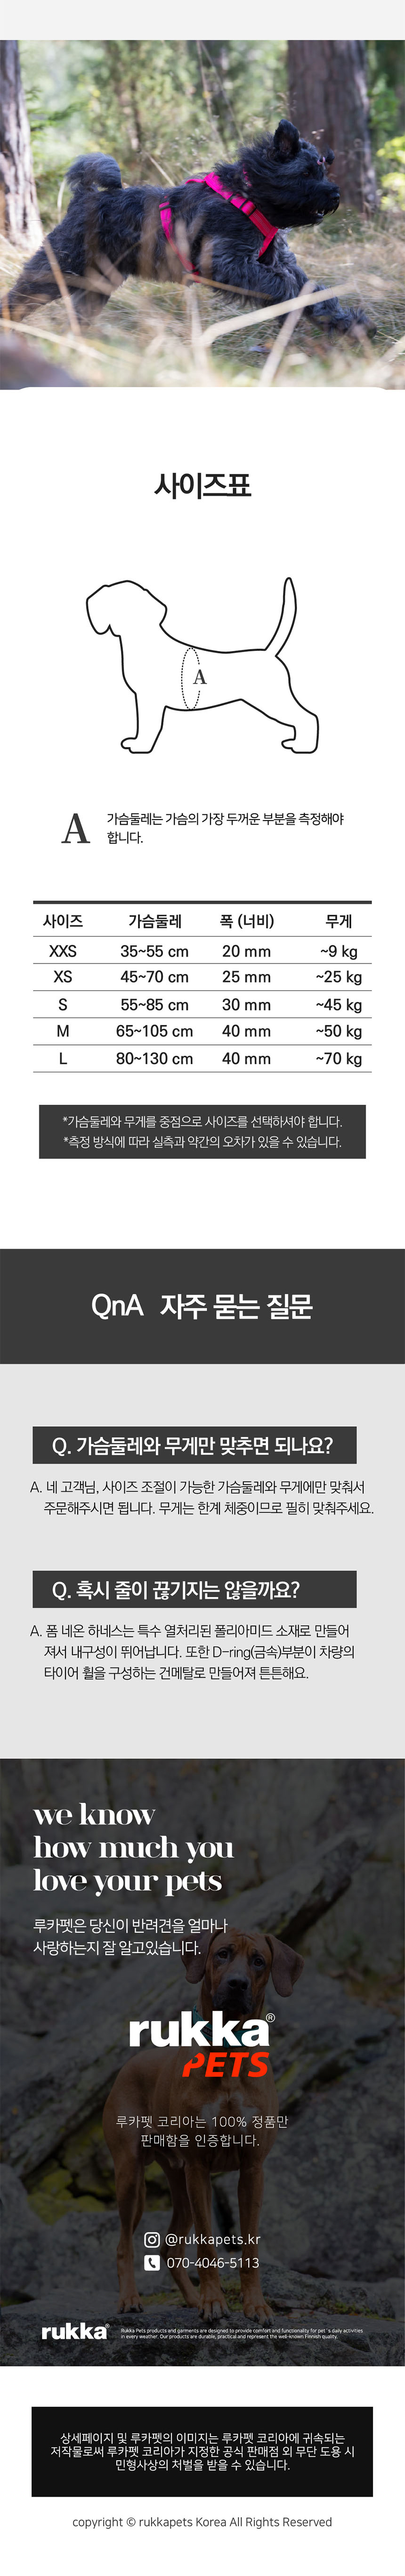 사이즈표
A
A 가슴둘레는 가슴의 가장 두꺼운 부분을 측정해야
합니다.
사이즈 가슴둘레 폭 (너비) 무게
XXS 35~55 cm 20 mm ~9 kg
XS 45~70 cm 25 mm ~25 kg
S 55~85 cm 30 mm ~45 kg
M 65~105 cm 40 mm ~50 kg
L 80~130 cm 40 mm ~70 kg
*가슴둘레와 무게를 중점으로 사이즈를 선택하셔야 합니다.
*측정 방식에 따라 실측과 약간의 오차가 있을 수 있습니다.
QnA 자주 묻는 질문
Q. 가슴둘레와 무게만 맞추면 되나요?
A. 네 고객님, 사이즈 조절이 가능한 가슴둘레와 무게에만 맞춰서
주문해주시면 됩니다. 무게는 한계 체중이므로 필히 맞춰주세요.
Q. 혹시 줄이 끊기지는 않을까요?
A. 폼 네온 하네스는 특수 열처리된 폴리아미드 소재로 만들어
져서 내구성이 뛰어납니다. 또한 D-ring(금속)부분이 차량의
타이어 휠을 구성하는 건메탈로 만들어져 튼튼해요.
we know
how much you
love your pets
루카펫은 당신이 반려견을 얼마나
사랑하는지 잘 알고있습니다.
rukka®
PETS
루카펫 코리아는 100% 정품만
판매함을 인증합니다.
@rukkapets.kr
070-4046-5113
rukka®
Rukka Pets products and garments are designed to provide comfort and functionality for pet's daily activities
in every weather. Our products are durable, practical and represent the well-known Finnish quality.
상세페이지 및 루카펫의 이미지는 루카펫 코리아에 귀속되는
저작물로써 루카펫 코리아가 지정한 공식 판매점 외 무단 도용 시
민형사상의 처벌을 받을 수 있습니다.
copyright © rukkapets Korea All Rights Reserved